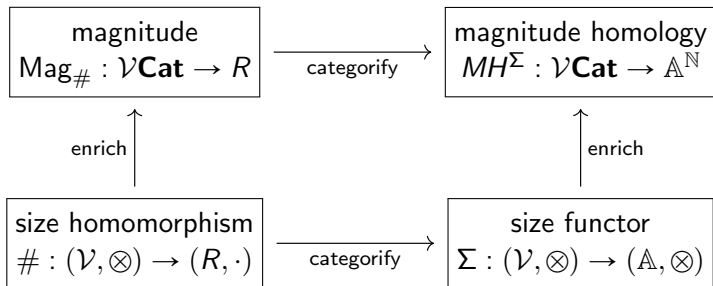 magnitude
Mag_# : 𝒱Cat → R
categorify
magnitude homology
MH^Σ : 𝒱Cat → 𝔸^ℕ
enrich
enrich
size homomorphism
# : (𝒱, ⊗) → (R, ·)
categorify
size functor
Σ : (𝒱, ⊗) → (𝔸, ⊗)